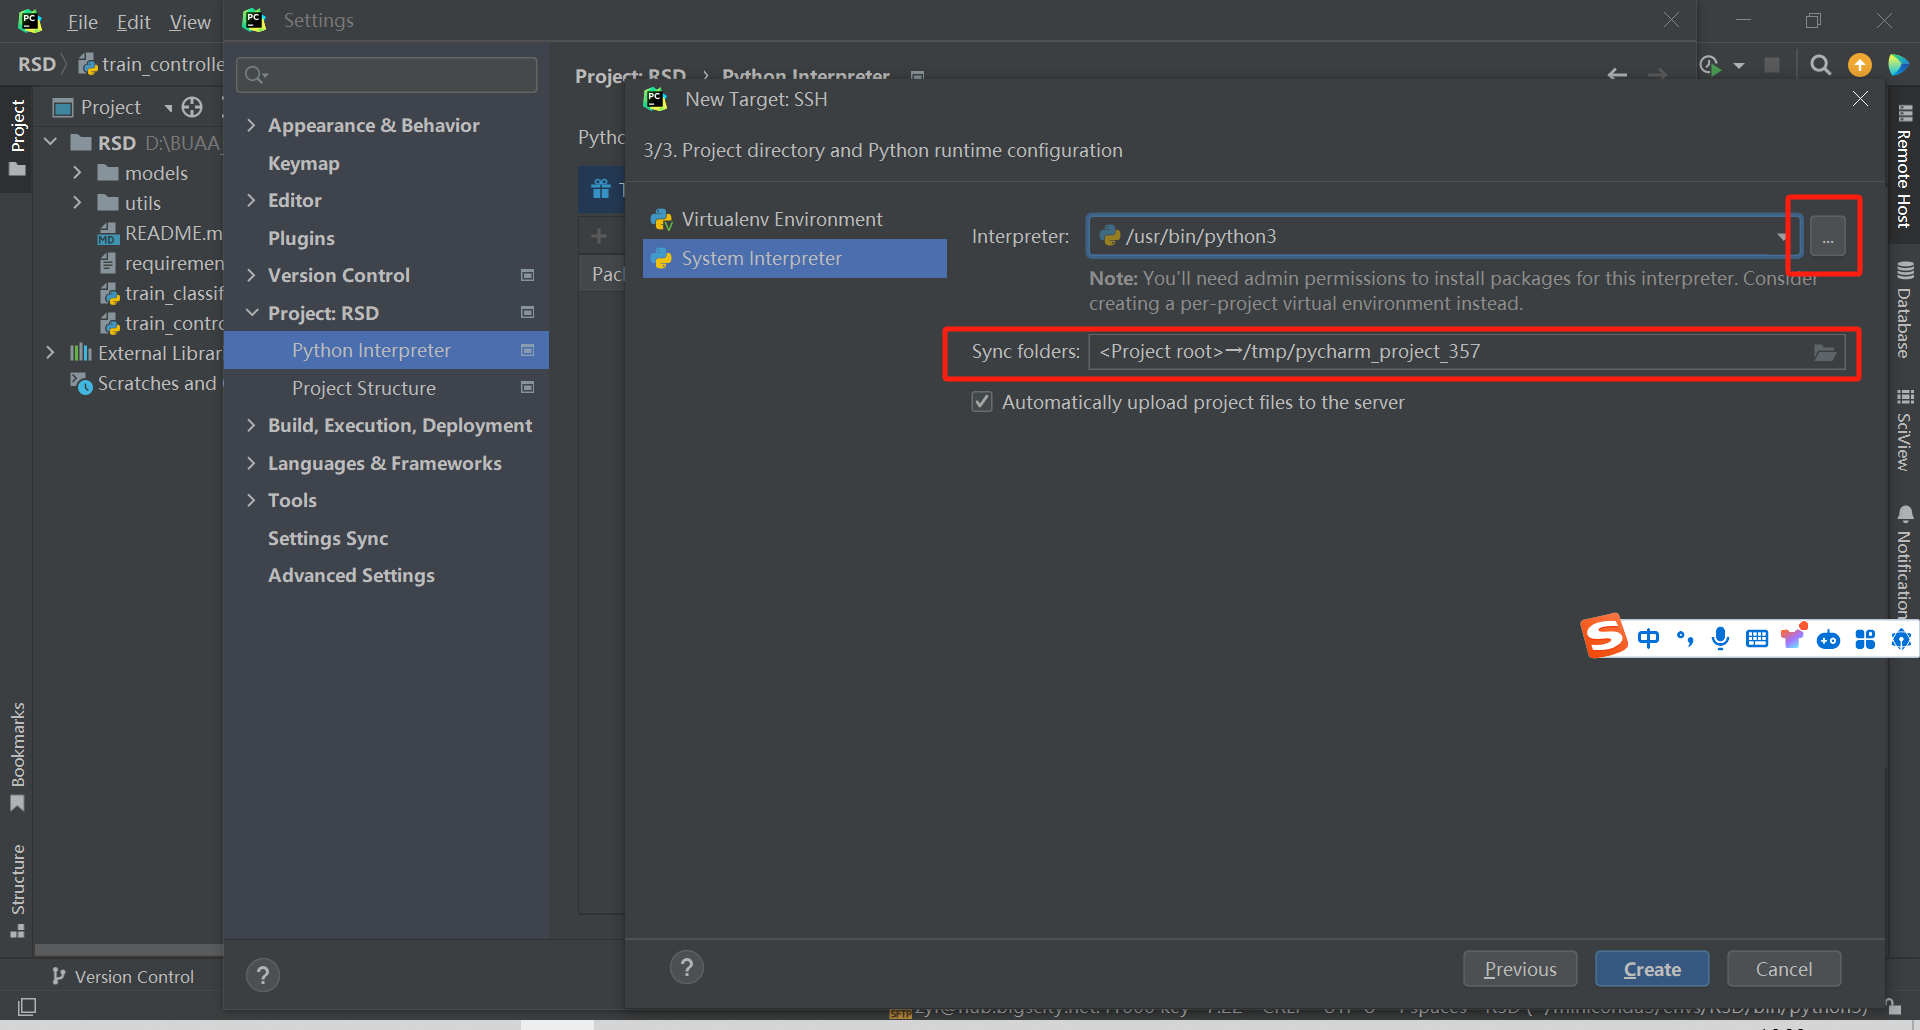 File Edit View
Settings
RSD
train_controlle
Project: RSD › Python Interpreter
Project
Project
RSD D:\BUAA_
models
utils
README.m
requiremen
train_classif
train_contro
External Librar
Scratches and
Appearance & Behavior
Keymap
Editor
Plugins
Version Control
Project: RSD
Python Interpreter
Project Structure
Build, Execution, Deployment
Languages & Frameworks
Tools
Settings Sync
Advanced Settings
Pytho
Pack
New Target: SSH
3/3. Project directory and Python runtime configuration
Virtualenv Environment
System Interpreter
Interpreter: /usr/bin/python3
...
Note: You'll need admin permissions to install packages for this interpreter. Consider
creating a per-project virtual environment instead.
Sync folders: <Project root>→/tmp/pycharm_project_357
Automatically upload project files to the server
Remote Host
Database
SciView
Notification
中
Bookmarks
Structure
Version Control
?
?
Previous
Create
Cancel
SFTP